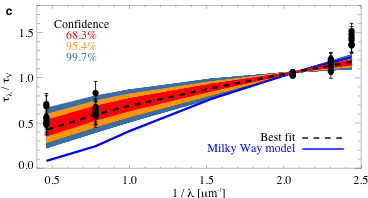 c
Confidence
68.3%
95.4%
99.7%
τλ / τV
1.5
1.0
0.5
0.0
Best fit
Milky Way model
0.5 1.0 1.5 2.0 2.5
1 / λ [μm⁻¹]